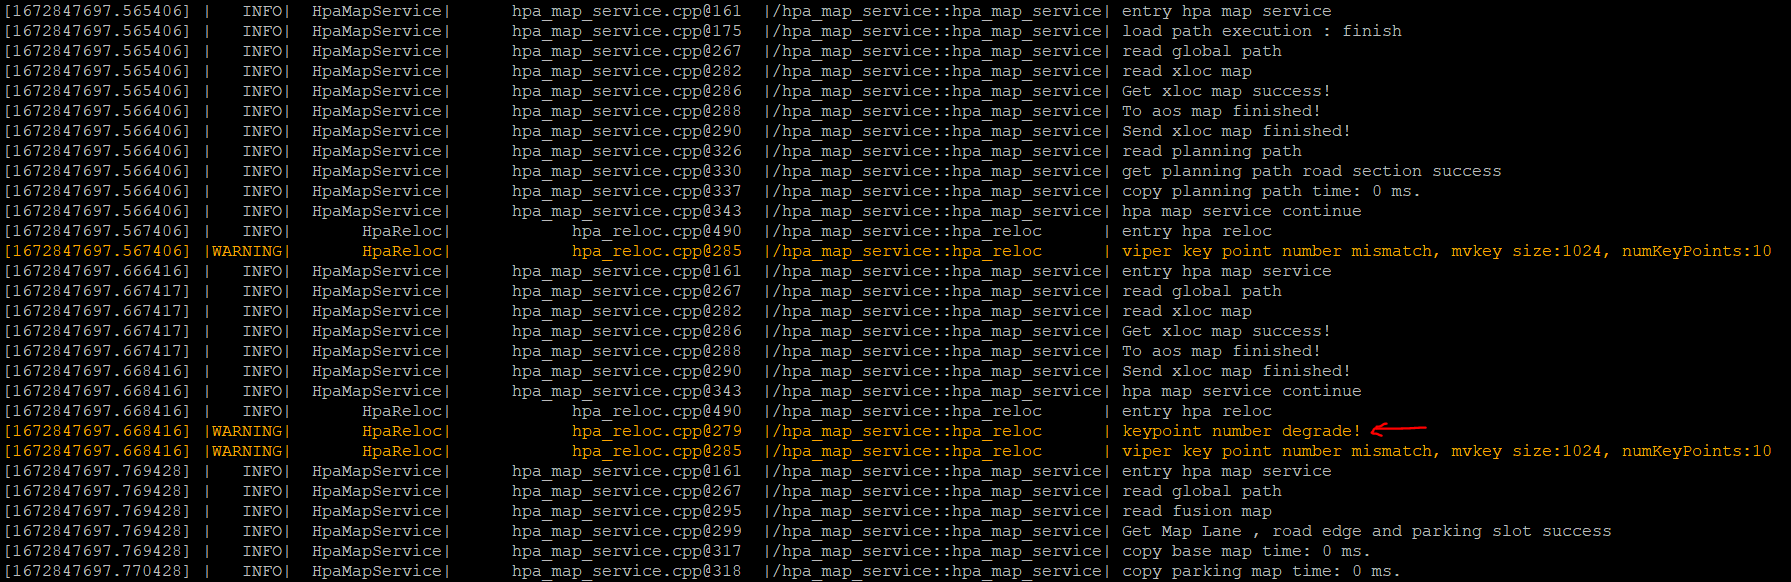 [1672847697.565406] |   INFO|  HpaMapService|      hpa_map_service.cpp@161  |/hpa_map_service::hpa_map_service| entry hpa map service
[1672847697.565406] |   INFO|  HpaMapService|      hpa_map_service.cpp@175  |/hpa_map_service::hpa_map_service| load path execution : finish
[1672847697.565406] |   INFO|  HpaMapService|      hpa_map_service.cpp@267  |/hpa_map_service::hpa_map_service| read global path
[1672847697.565406] |   INFO|  HpaMapService|      hpa_map_service.cpp@282  |/hpa_map_service::hpa_map_service| read xloc map
[1672847697.565406] |   INFO|  HpaMapService|      hpa_map_service.cpp@286  |/hpa_map_service::hpa_map_service| Get xloc map success!
[1672847697.566406] |   INFO|  HpaMapService|      hpa_map_service.cpp@288  |/hpa_map_service::hpa_map_service| To aos map finished!
[1672847697.566406] |   INFO|  HpaMapService|      hpa_map_service.cpp@290  |/hpa_map_service::hpa_map_service| Send xloc map finished!
[1672847697.566406] |   INFO|  HpaMapService|      hpa_map_service.cpp@326  |/hpa_map_service::hpa_map_service| read planning path
[1672847697.566406] |   INFO|  HpaMapService|      hpa_map_service.cpp@330  |/hpa_map_service::hpa_map_service| get planning path road section success
[1672847697.566406] |   INFO|  HpaMapService|      hpa_map_service.cpp@337  |/hpa_map_service::hpa_map_service| copy planning path time: 0 ms.
[1672847697.566406] |   INFO|  HpaMapService|      hpa_map_service.cpp@343  |/hpa_map_service::hpa_map_service| hpa map service continue
[1672847697.567406] |   INFO|       HpaReloc|            hpa_reloc.cpp@490  |/hpa_map_service::hpa_reloc      | entry hpa reloc
[1672847697.567406] |WARNING|       HpaReloc|            hpa_reloc.cpp@285  |/hpa_map_service::hpa_reloc      | viper key point number mismatch, mvkey size:1024, numKeyPoints:10
[1672847697.666416] |   INFO|  HpaMapService|      hpa_map_service.cpp@161  |/hpa_map_service::hpa_map_service| entry hpa map service
[1672847697.667417] |   INFO|  HpaMapService|      hpa_map_service.cpp@267  |/hpa_map_service::hpa_map_service| read global path
[1672847697.667417] |   INFO|  HpaMapService|      hpa_map_service.cpp@282  |/hpa_map_service::hpa_map_service| read xloc map
[1672847697.667417] |   INFO|  HpaMapService|      hpa_map_service.cpp@286  |/hpa_map_service::hpa_map_service| Get xloc map success!
[1672847697.667417] |   INFO|  HpaMapService|      hpa_map_service.cpp@288  |/hpa_map_service::hpa_map_service| To aos map finished!
[1672847697.668416] |   INFO|  HpaMapService|      hpa_map_service.cpp@290  |/hpa_map_service::hpa_map_service| Send xloc map finished!
[1672847697.668416] |   INFO|  HpaMapService|      hpa_map_service.cpp@343  |/hpa_map_service::hpa_map_service| hpa map service continue
[1672847697.668416] |   INFO|       HpaReloc|            hpa_reloc.cpp@490  |/hpa_map_service::hpa_reloc      | entry hpa reloc
[1672847697.668416] |WARNING|       HpaReloc|            hpa_reloc.cpp@279  |/hpa_map_service::hpa_reloc      | keypoint number degrade!
[1672847697.668416] |WARNING|       HpaReloc|            hpa_reloc.cpp@285  |/hpa_map_service::hpa_reloc      | viper key point number mismatch, mvkey size:1024, numKeyPoints:10
[1672847697.769428] |   INFO|  HpaMapService|      hpa_map_service.cpp@161  |/hpa_map_service::hpa_map_service| entry hpa map service
[1672847697.769428] |   INFO|  HpaMapService|      hpa_map_service.cpp@267  |/hpa_map_service::hpa_map_service| read global path
[1672847697.769428] |   INFO|  HpaMapService|      hpa_map_service.cpp@295  |/hpa_map_service::hpa_map_service| read fusion map
[1672847697.769428] |   INFO|  HpaMapService|      hpa_map_service.cpp@299  |/hpa_map_service::hpa_map_service| Get Map Lane , road edge and parking slot success
[1672847697.769428] |   INFO|  HpaMapService|      hpa_map_service.cpp@317  |/hpa_map_service::hpa_map_service| copy base map time: 0 ms.
[1672847697.770428] |   INFO|  HpaMapService|      hpa_map_service.cpp@318  |/hpa_map_service::hpa_map_service| copy parking map time: 0 ms.